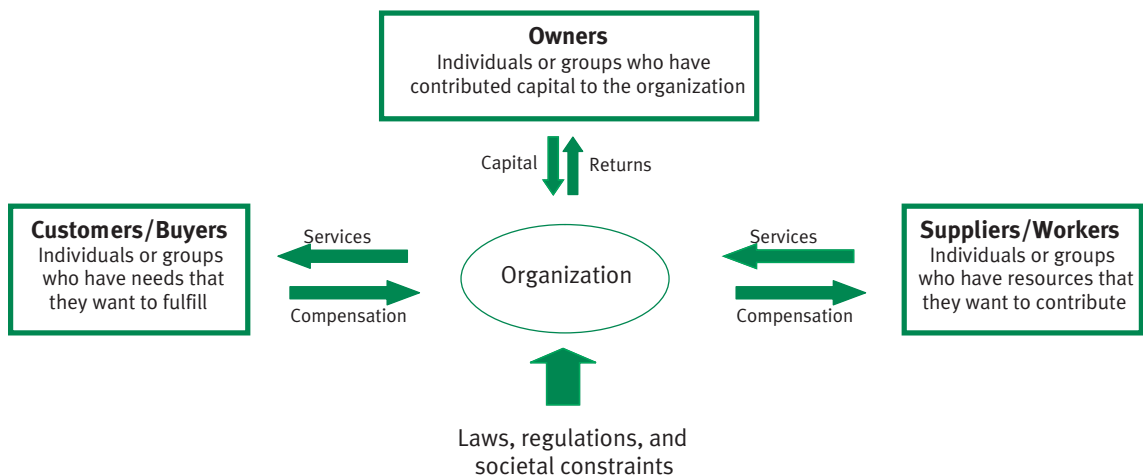 Owners
Individuals or groups who have
contributed capital to the organization
Capital
Returns
Customers/Buyers
Individuals or groups
who have needs that
they want to fulfill
Services
Compensation
Organization
Services
Compensation
Suppliers/Workers
Individuals or groups
who have resources that
they want to contribute
Laws, regulations, and
societal constraints